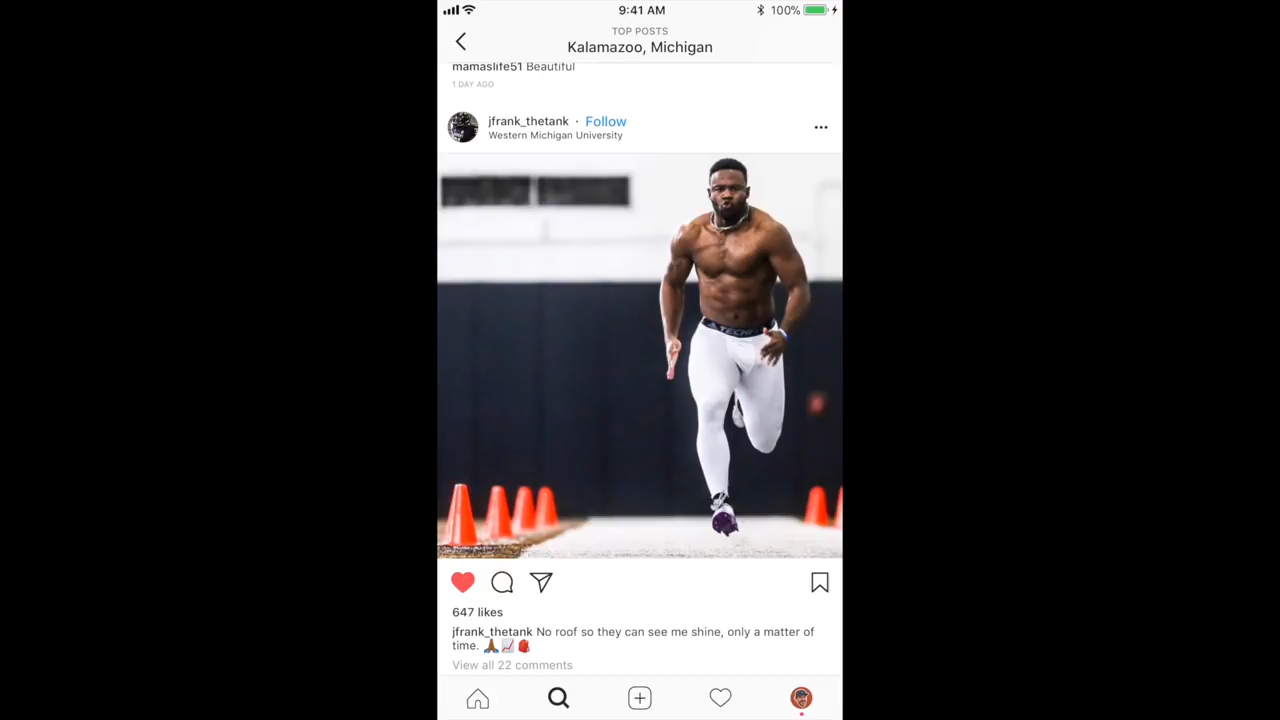 9:41 AM
100%
TOP POSTS
Kalamazoo, Michigan
mamaslife51 Beautiful
1 DAY AGO
jfrank_thetank · Follow
Western Michigan University
TECH
647 likes
jfrank_thetank No roof so they can see me shine, only a matter of
time. 🙏🏾📈🎒
View all 22 comments